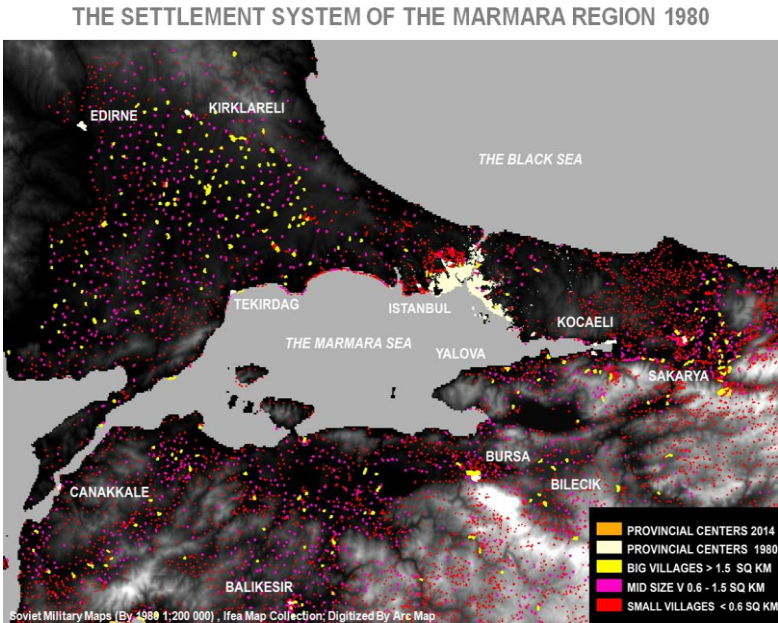 THE SETTLEMENT SYSTEM OF THE MARMARA REGION 1980
KIRKLARELI
EDIRNE
THE BLACK SEA
TEKIRDAG
ISTANBUL
KOCAELI
THE MARMARA SEA
YALOVA
SAKARYA
BURSA
CANAKKALE
BILECIK
BALIKESIR
PROVINCIAL CENTERS 2014
PROVINCIAL CENTERS 1980
BIG VILLAGES > 1.5 SQ KM
MID SIZE V 0.6 - 1.5 SQ KM
SMALL VILLAGES < 0.6 SQ KM
Soviet Military Maps (By 1980 1;200 000) , Ifea Map Collection; Digitized By Arc Map